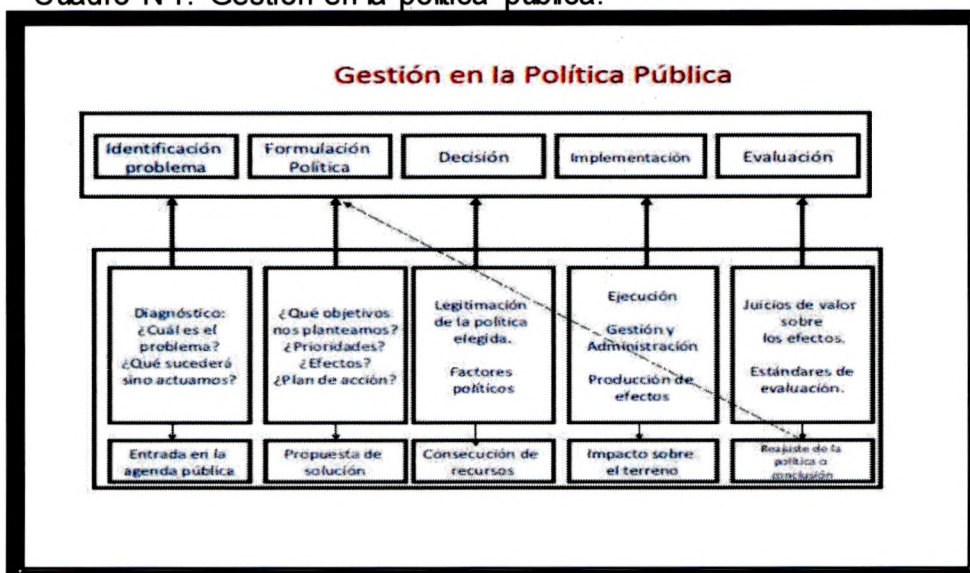 Cuadro N°1. Gestión en la política pública.
Gestión en la Política Pública
Identificación
problema
Formulación
Política
Decisión
Implementación
Evaluación
Diagnóstico:
¿Cuál es el
problema?
¿Qué sucederá
sino actuamos?
¿Qué objetivos
nos planteamos?
¿Prioridades?
¿Efectos?
¿Plan de acción?
Legitimación
de la política
elegida.
Factores
políticos
Ejecución
Gestión y
Administración
Producción de
efectos
Juicios de valor
sobre
los efectos.
Estándares de
evaluación.
Entrada en la
agenda pública
Propuesta de
solución
Consecución de
recursos
Impacto sobre
el terreno
Reajuste de la
política o
conclusión